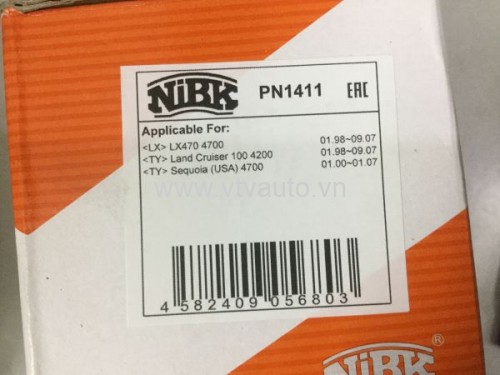 NiBK PN1411 EAC
Applicable For:
<LX> LX470 4700 01.98~09.07
<TY> Land Cruiser 100 4200 01.98~09.07
<TY> Sequoia (USA) 4700 01.00~01.07
www.vtvauto.vn
4 582409 056803
NiBK ®